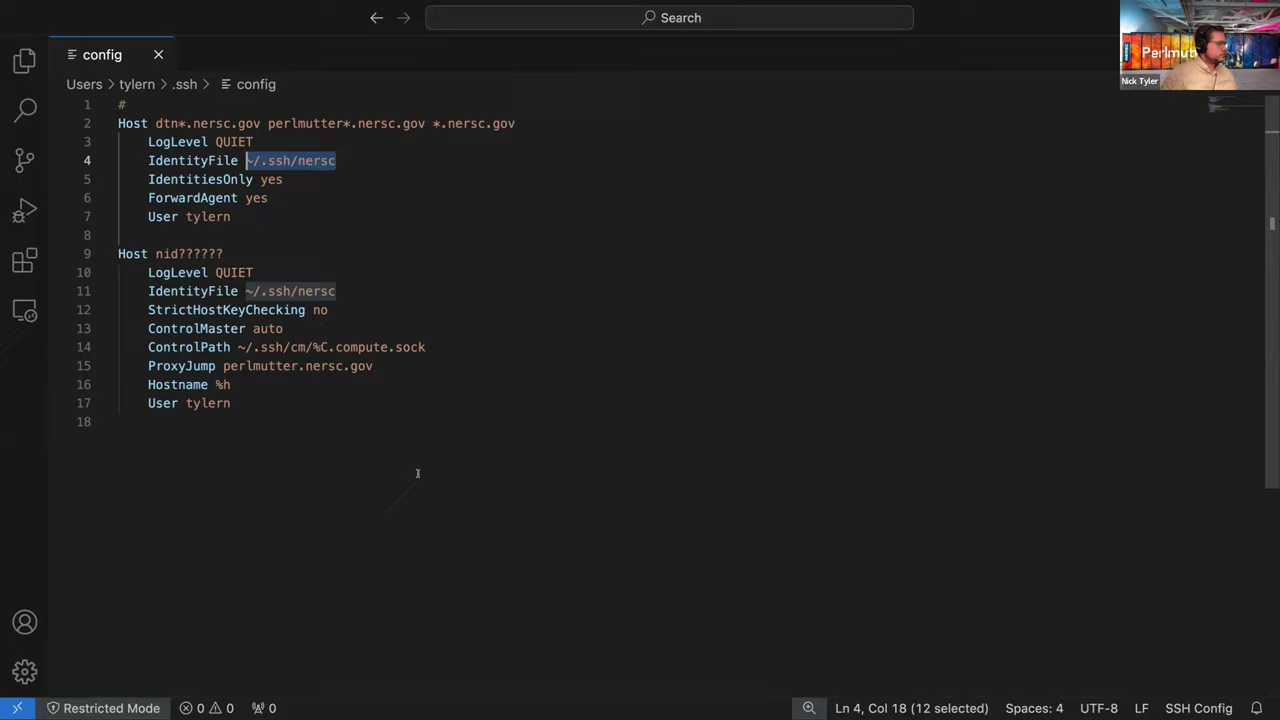 Search
config
Users > tylern > .ssh > config
1 #
2 Host dtn*.nersc.gov perlmutter*.nersc.gov *.nersc.gov
3 LogLevel QUIET
4 IdentityFile ~/.ssh/nersc
5 IdentitiesOnly yes
6 ForwardAgent yes
7 User tylern
8
9 Host nid??????
10 LogLevel QUIET
11 IdentityFile ~/.ssh/nersc
12 StrictHostKeyChecking no
13 ControlMaster auto
14 ControlPath ~/.ssh/cm/%C.compute.sock
15 ProxyJump perlmutter.nersc.gov
16 Hostname %h
17 User tylern
18
Perlmut
Nick Tyler
Restricted Mode 0 0 0 Ln 4, Col 18 (12 selected) Spaces: 4 UTF-8 LF SSH Config